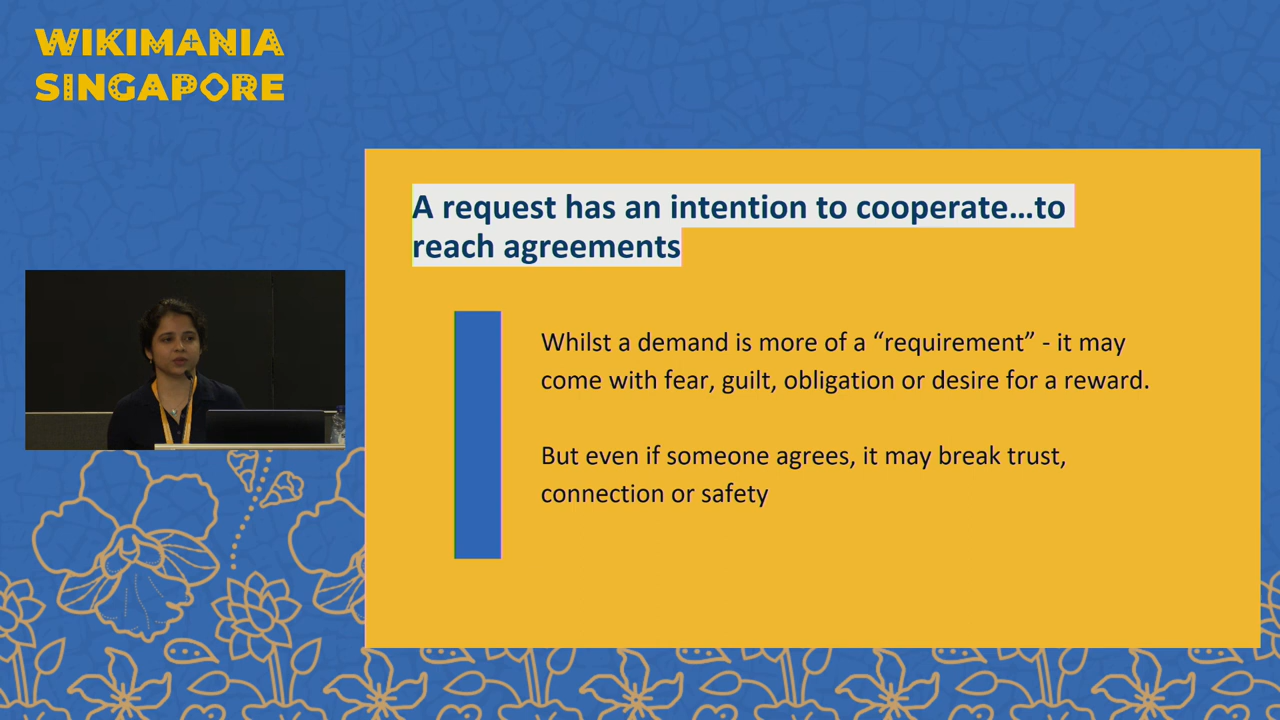 WIKIMANIA
SINGAPORE
A request has an intention to cooperate…to
reach agreements
Whilst a demand is more of a “requirement” - it may
come with fear, guilt, obligation or desire for a reward.
But even if someone agrees, it may break trust,
connection or safety